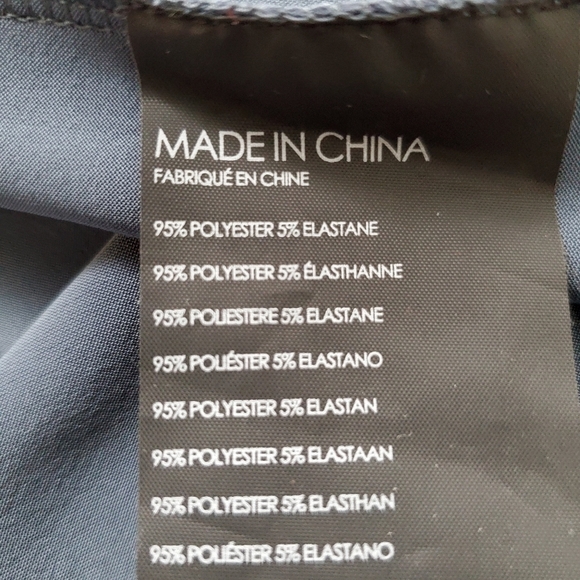 MADE IN CHINA
FABRIQUÉ EN CHINE
95% POLYESTER 5% ELASTANE
95% POLYESTER 5% ÉLASTHANNE
95% POLIESTERE 5% ELASTANE
95% POLIÉSTER 5% ELASTANO
95% POLYESTER 5% ELASTAN
95% POLYESTER 5% ELASTAAN
95% POLYESTER 5% ELASTHAN
95% POLIÉSTER 5% ELASTANO